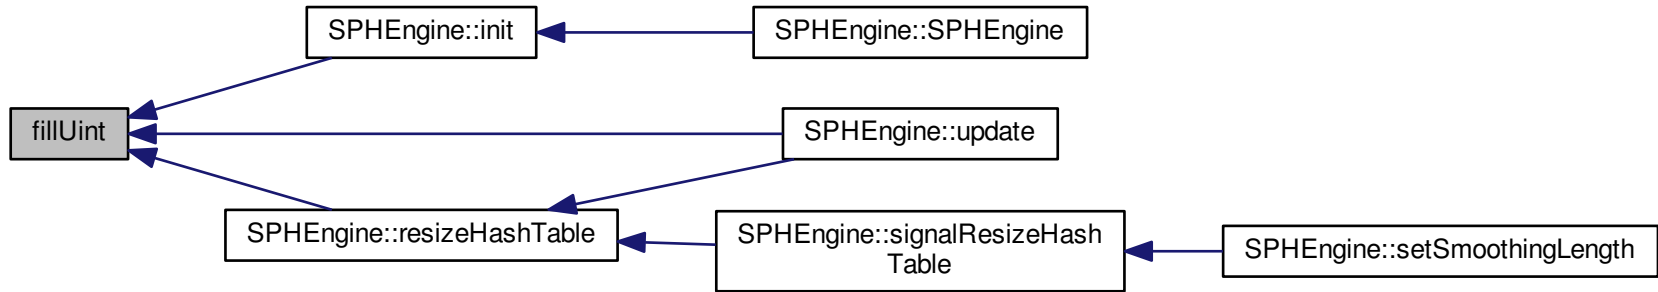 SPHEngine::init
SPHEngine::SPHEngine
fillUint
SPHEngine::update
SPHEngine::resizeHashTable
SPHEngine::signalResizeHash
Table
SPHEngine::setSmoothingLength